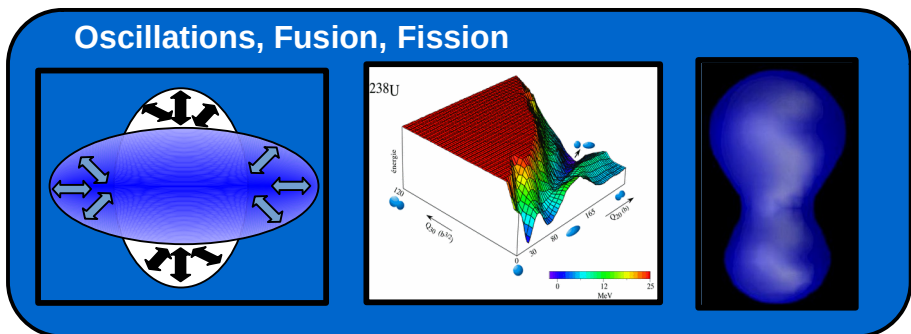 Oscillations, Fusion, Fission
238U
énergie
120
Q30 (b3/2)
0
30
80
165
Q20 (b)
0
12
25
MeV